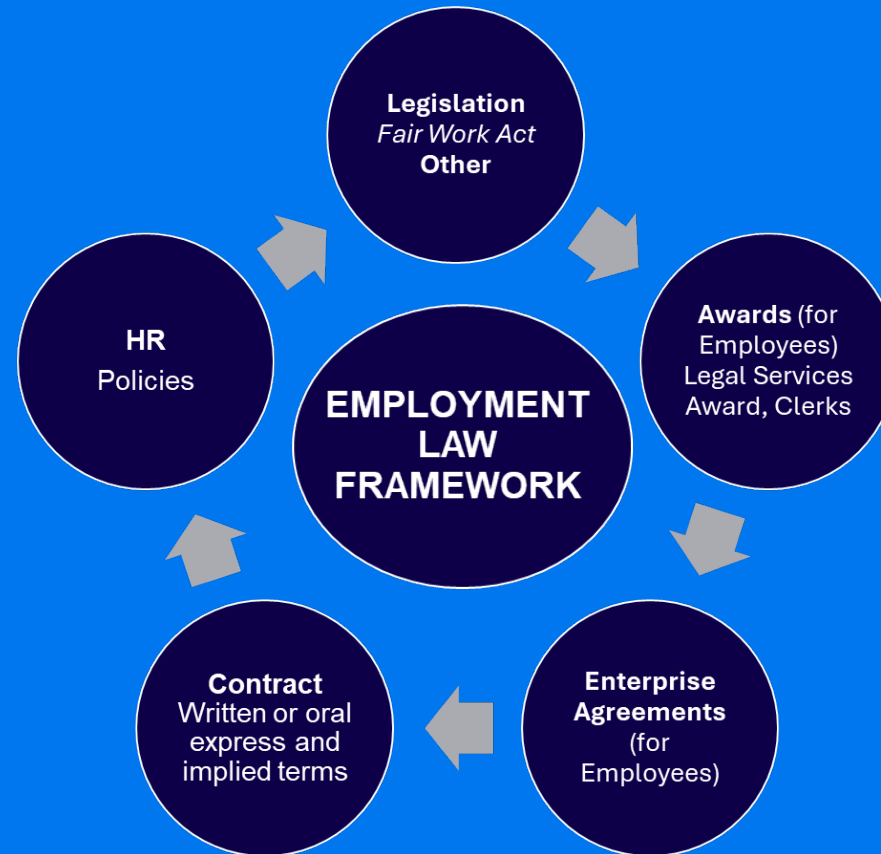 Legislation
Fair Work Act
Other
Awards (for
Employees)
Legal Services
Award, Clerks
Enterprise
Agreements
(for
Employees)
Contract
Written or oral
express and
implied terms
HR
Policies
EMPLOYMENT
LAW
FRAMEWORK